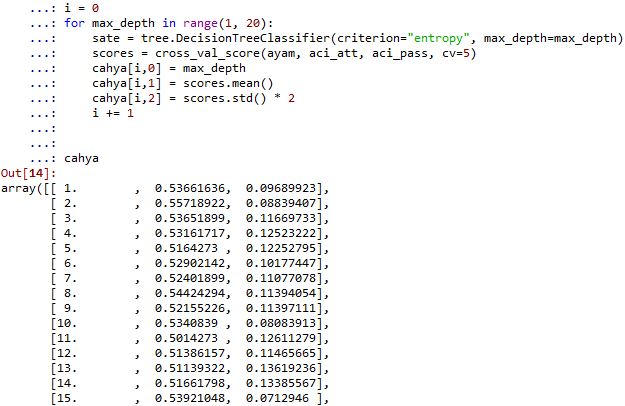 ...: i = 0
...: for max_depth in range(1, 20):
...:     sate = tree.DecisionTreeClassifier(criterion="entropy", max_depth=max_depth)
...:     scores = cross_val_score(ayam, aci_att, aci_pass, cv=5)
...:     cahya[i,0] = max_depth
...:     cahya[i,1] = scores.mean()
...:     cahya[i,2] = scores.std() * 2
...:     i += 1
...:
...:
...: cahya
Out[14]:
array([[ 1.        ,  0.53661636,  0.09689923],
[ 2.        ,  0.55718922,  0.08839407],
[ 3.        ,  0.53651899,  0.11669733],
[ 4.        ,  0.53161717,  0.12523222],
[ 5.        ,  0.5164273 ,  0.12252795],
[ 6.        ,  0.52902142,  0.10177447],
[ 7.        ,  0.52401899,  0.11077078],
[ 8.        ,  0.54424294,  0.11394054],
[ 9.        ,  0.52155226,  0.11397111],
[10.        ,  0.5340839 ,  0.08083913],
[11.        ,  0.5014273 ,  0.12611279],
[12.        ,  0.51386157,  0.11465665],
[13.        ,  0.51139322,  0.13619236],
[14.        ,  0.51661798,  0.13385567],
[15.        ,  0.53921048,  0.0712946 ],